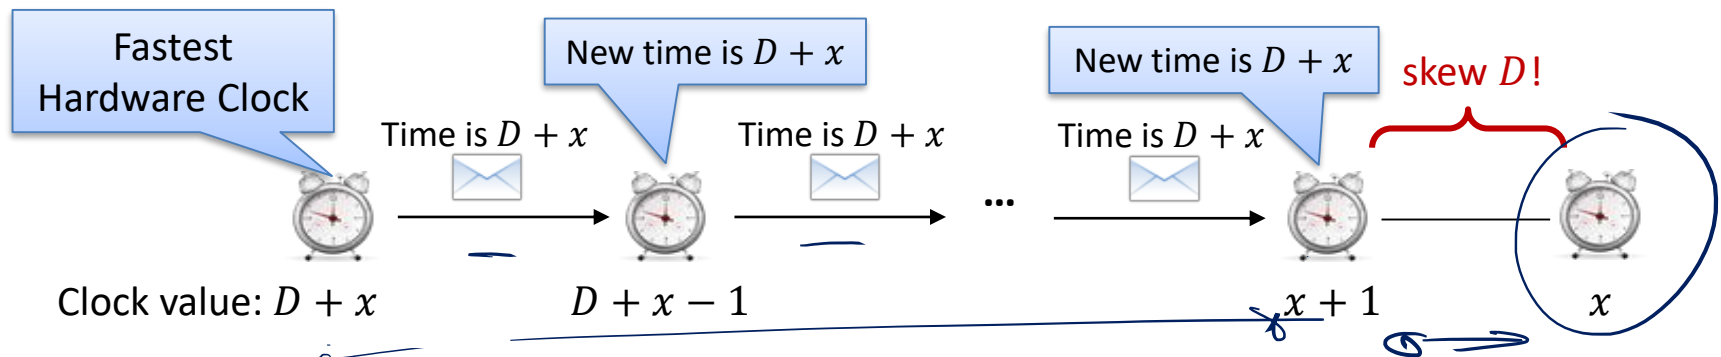 Fastest
Hardware Clock
New time is D + x
New time is D + x
skew D!
Time is D + x
Time is D + x
Time is D + x
...
Clock value: D + x
D + x − 1
x + 1
x